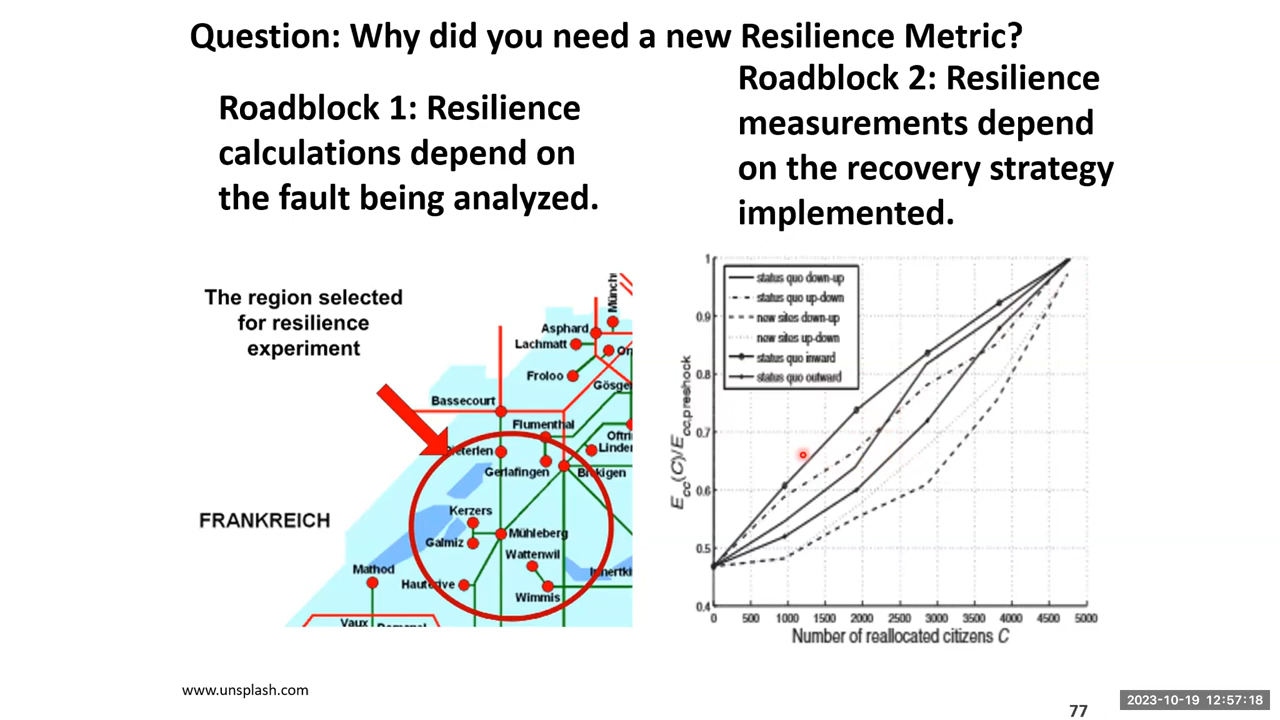 Question: Why did you need a new Resilience Metric?
Roadblock 1: Resilience
calculations depend on
the fault being analyzed.
Roadblock 2: Resilience
measurements depend
on the recovery strategy
implemented.
The region selected
for resilience
experiment
FRANKREICH
Asphard
Lachmatt
Froloo
Bassecourt
Flumenthal
Gerlafingen
Kerzers
Mühleberg
Galmiz
Wattenwil
Mathod
Wimmis
Vaux
status quo down-up
status quo up-down
new sites down-up
new sites up-down
status quo inward
status quo outward
1
0.9
0.8
0.7
0.6
0.5
0.4
E_cc(C)/E_cc,preshock
0 500 1000 1500 2000 2500 3000 3500 4000 4500 5000
Number of reallocated citizens C
www.unsplash.com
2023-10-19 12:57:18
77